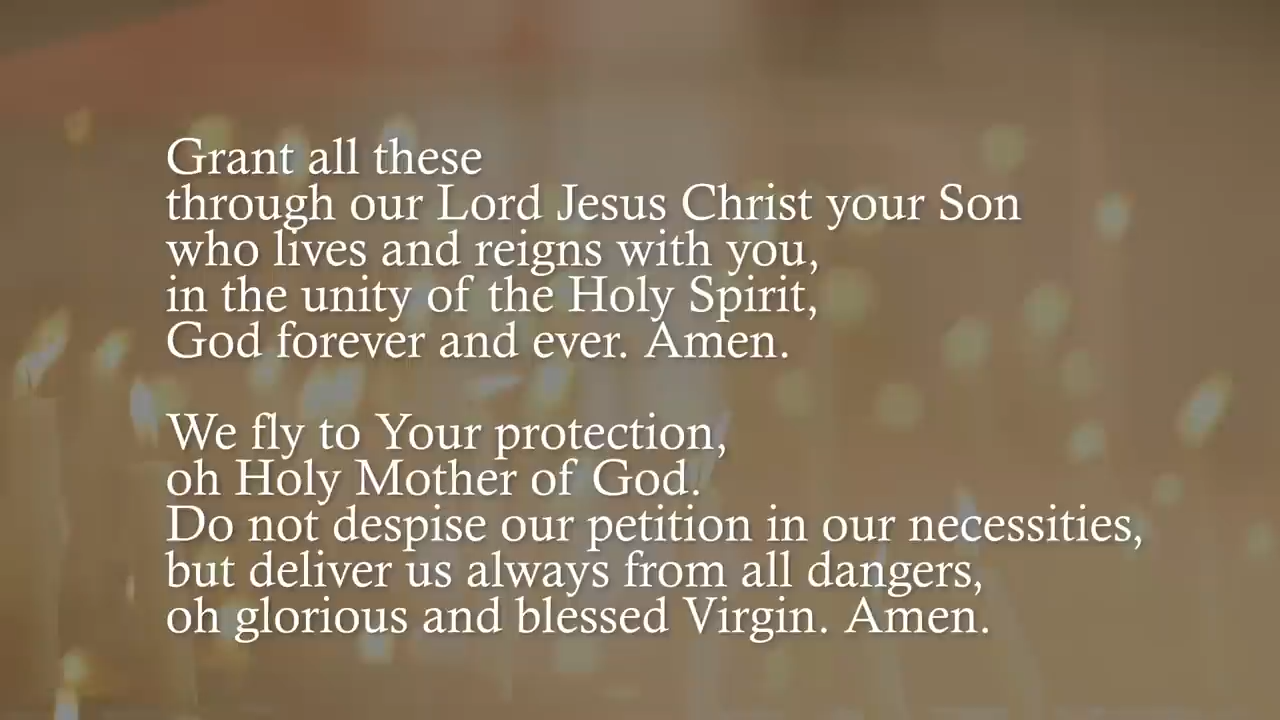 Grant all these
through our Lord Jesus Christ your Son
who lives and reigns with you,
in the unity of the Holy Spirit,
God forever and ever. Amen.
We fly to Your protection,
oh Holy Mother of God.
Do not despise our petition in our necessities,
but deliver us always from all dangers,
oh glorious and blessed Virgin. Amen.